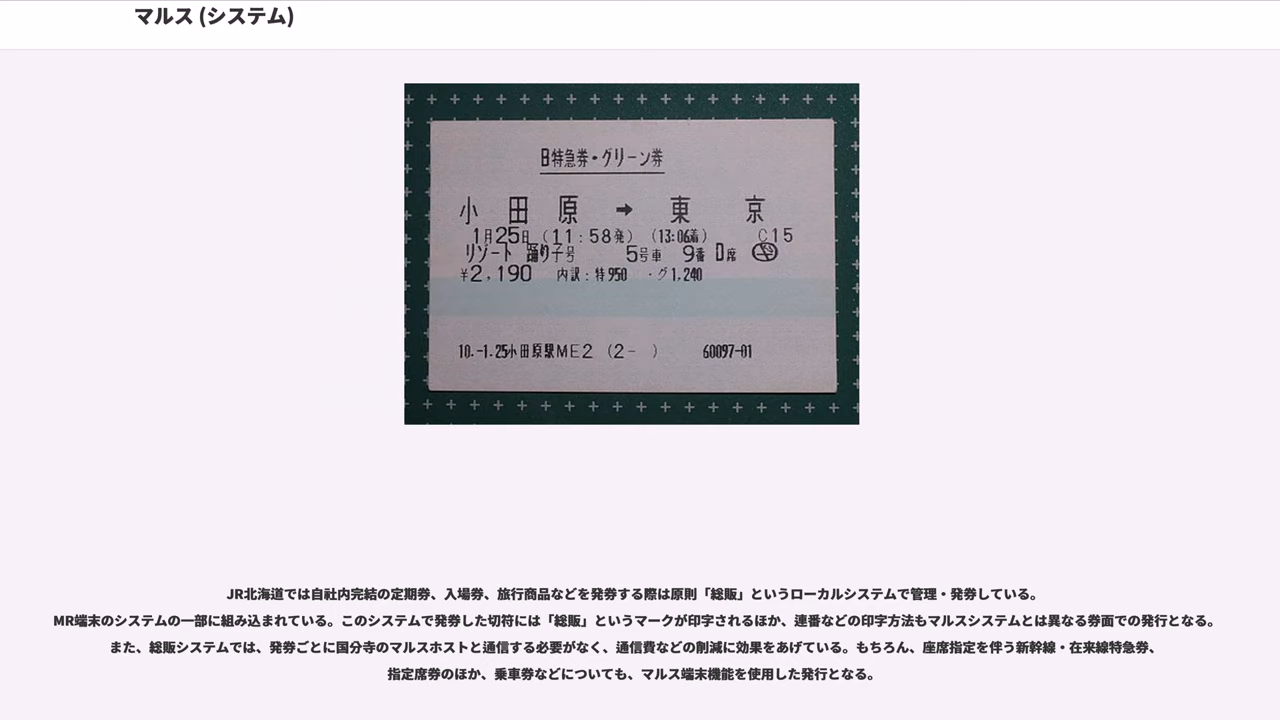 マルス (システム)
B特急券・グリーン券
小田原 → 東京
1月25日 (11:58発) (13:06着) C15
リゾート 踊り子号 5号車 9番 D席
¥2,190 内訳:特950 ・グ1,240
10.-1.25小田原駅ME2 (2- ) 60097-01
JR北海道では自社内完結の定期券、入場券、旅行商品などを発券する際は原則「総販」というローカルシステムで管理・発券している。
MR端末のシステムの一部に組み込まれている。このシステムで発券した切符には「総販」というマークが印字されるほか、連番などの印字方法もマルスシステムとは異なる券面での発行となる。
また、総販システムでは、発券ごとに国分寺のマルスホストと通信する必要がなく、通信費などの削減に効果をあげている。もちろん、座席指定を伴う新幹線・在来線特急券、
指定席券のほか、乗車券などについても、マルス端末機能を使用した発行となる。